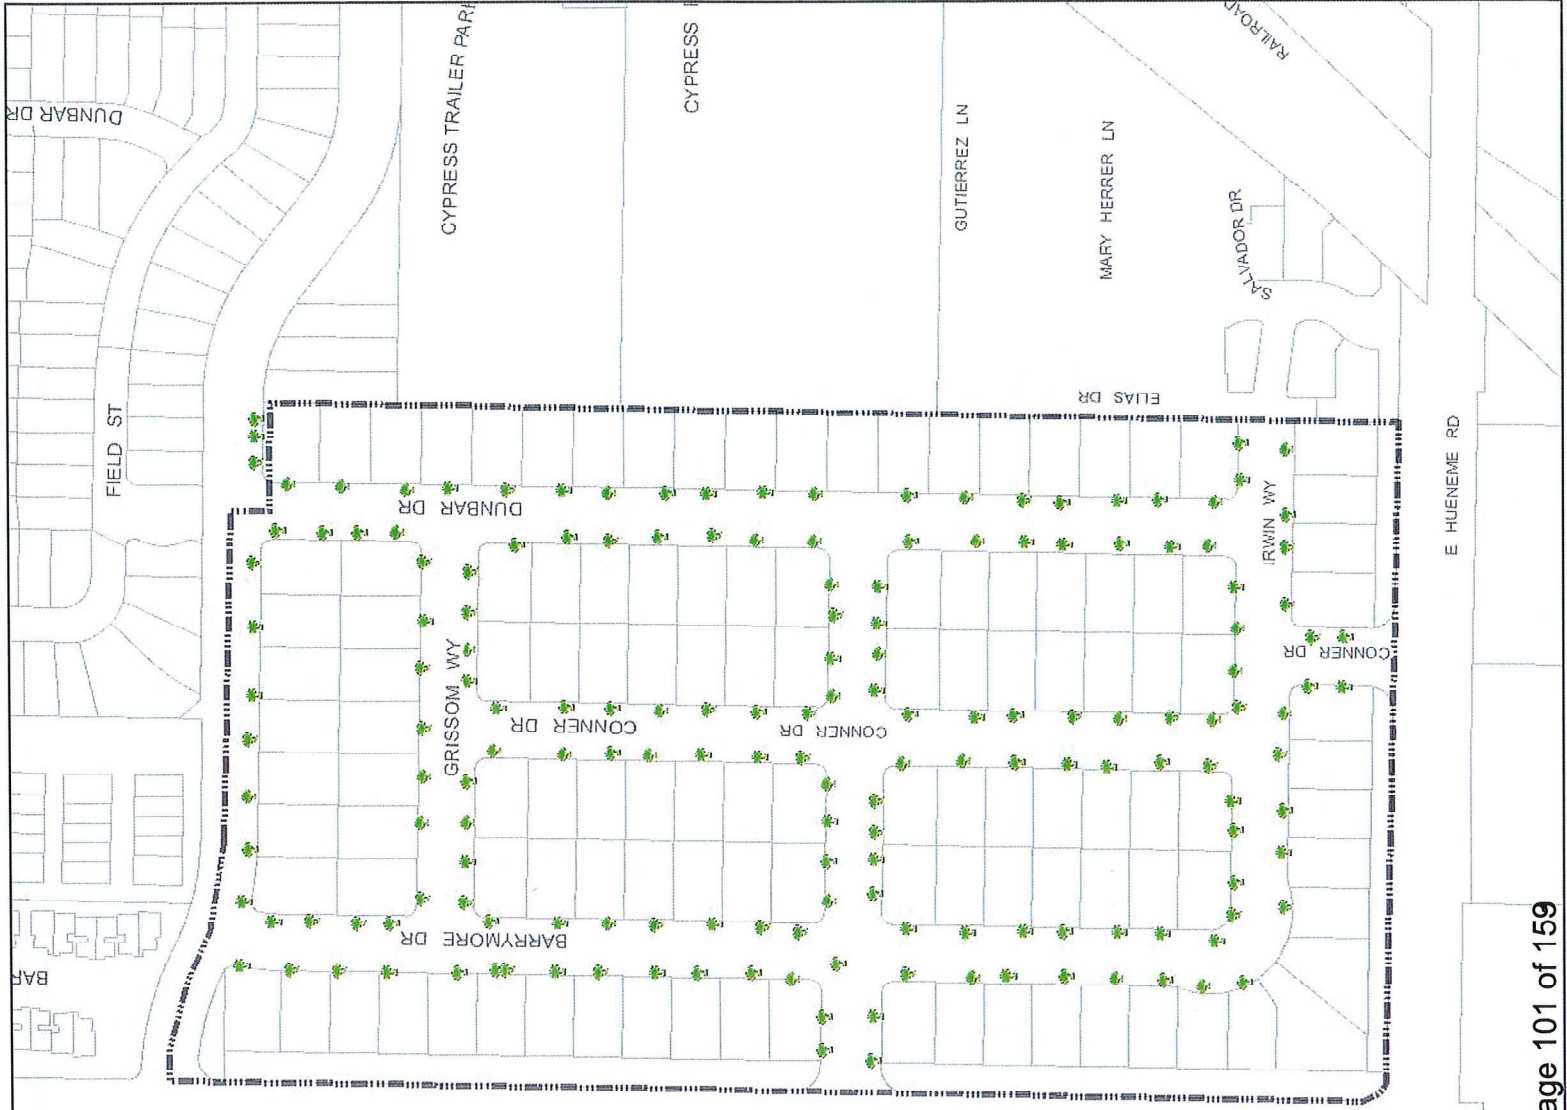 DUNBAR DR
CYPRESS TRAILER PARK
CYPRESS
RAILROAD
GUTIERREZ LN
MARY HERRER LN
SALVADOR DR
FIELD ST
ELIAS DR
DUNBAR DR
IRWIN WY
E HUENEME RD
GRISSOM WY
CONNER DR
CONNER DR
CONNER DR
BARRYMORE DR
BAR
age 101 of 159